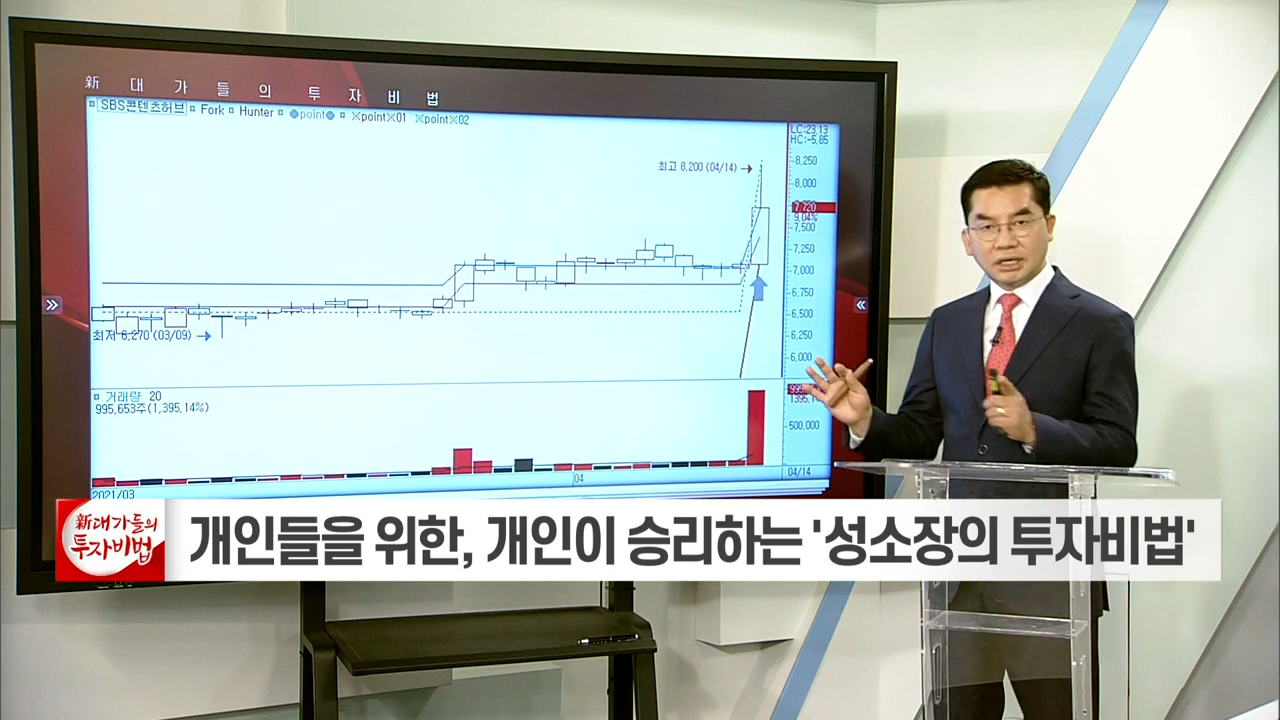 新 대 가 들 의 투 자 비 법
SBS콘텐츠허브 Fork Hunter point ※point※01 ※point※02
LC:23,13
HC:-5,85
최고 8,200 (04/14) →
8,250
8,000
7,720
9,04%
7,500
7,250
7,000
6,750
6,500
6,250
6,000
최저 6,270 (03/09) →
거래량 20
995,653주(1,395,14%)
500,000
2021/03
04
04/14
新대가들의
투자비법
개인들을 위한, 개인이 승리하는 '성소장의 투자비법'